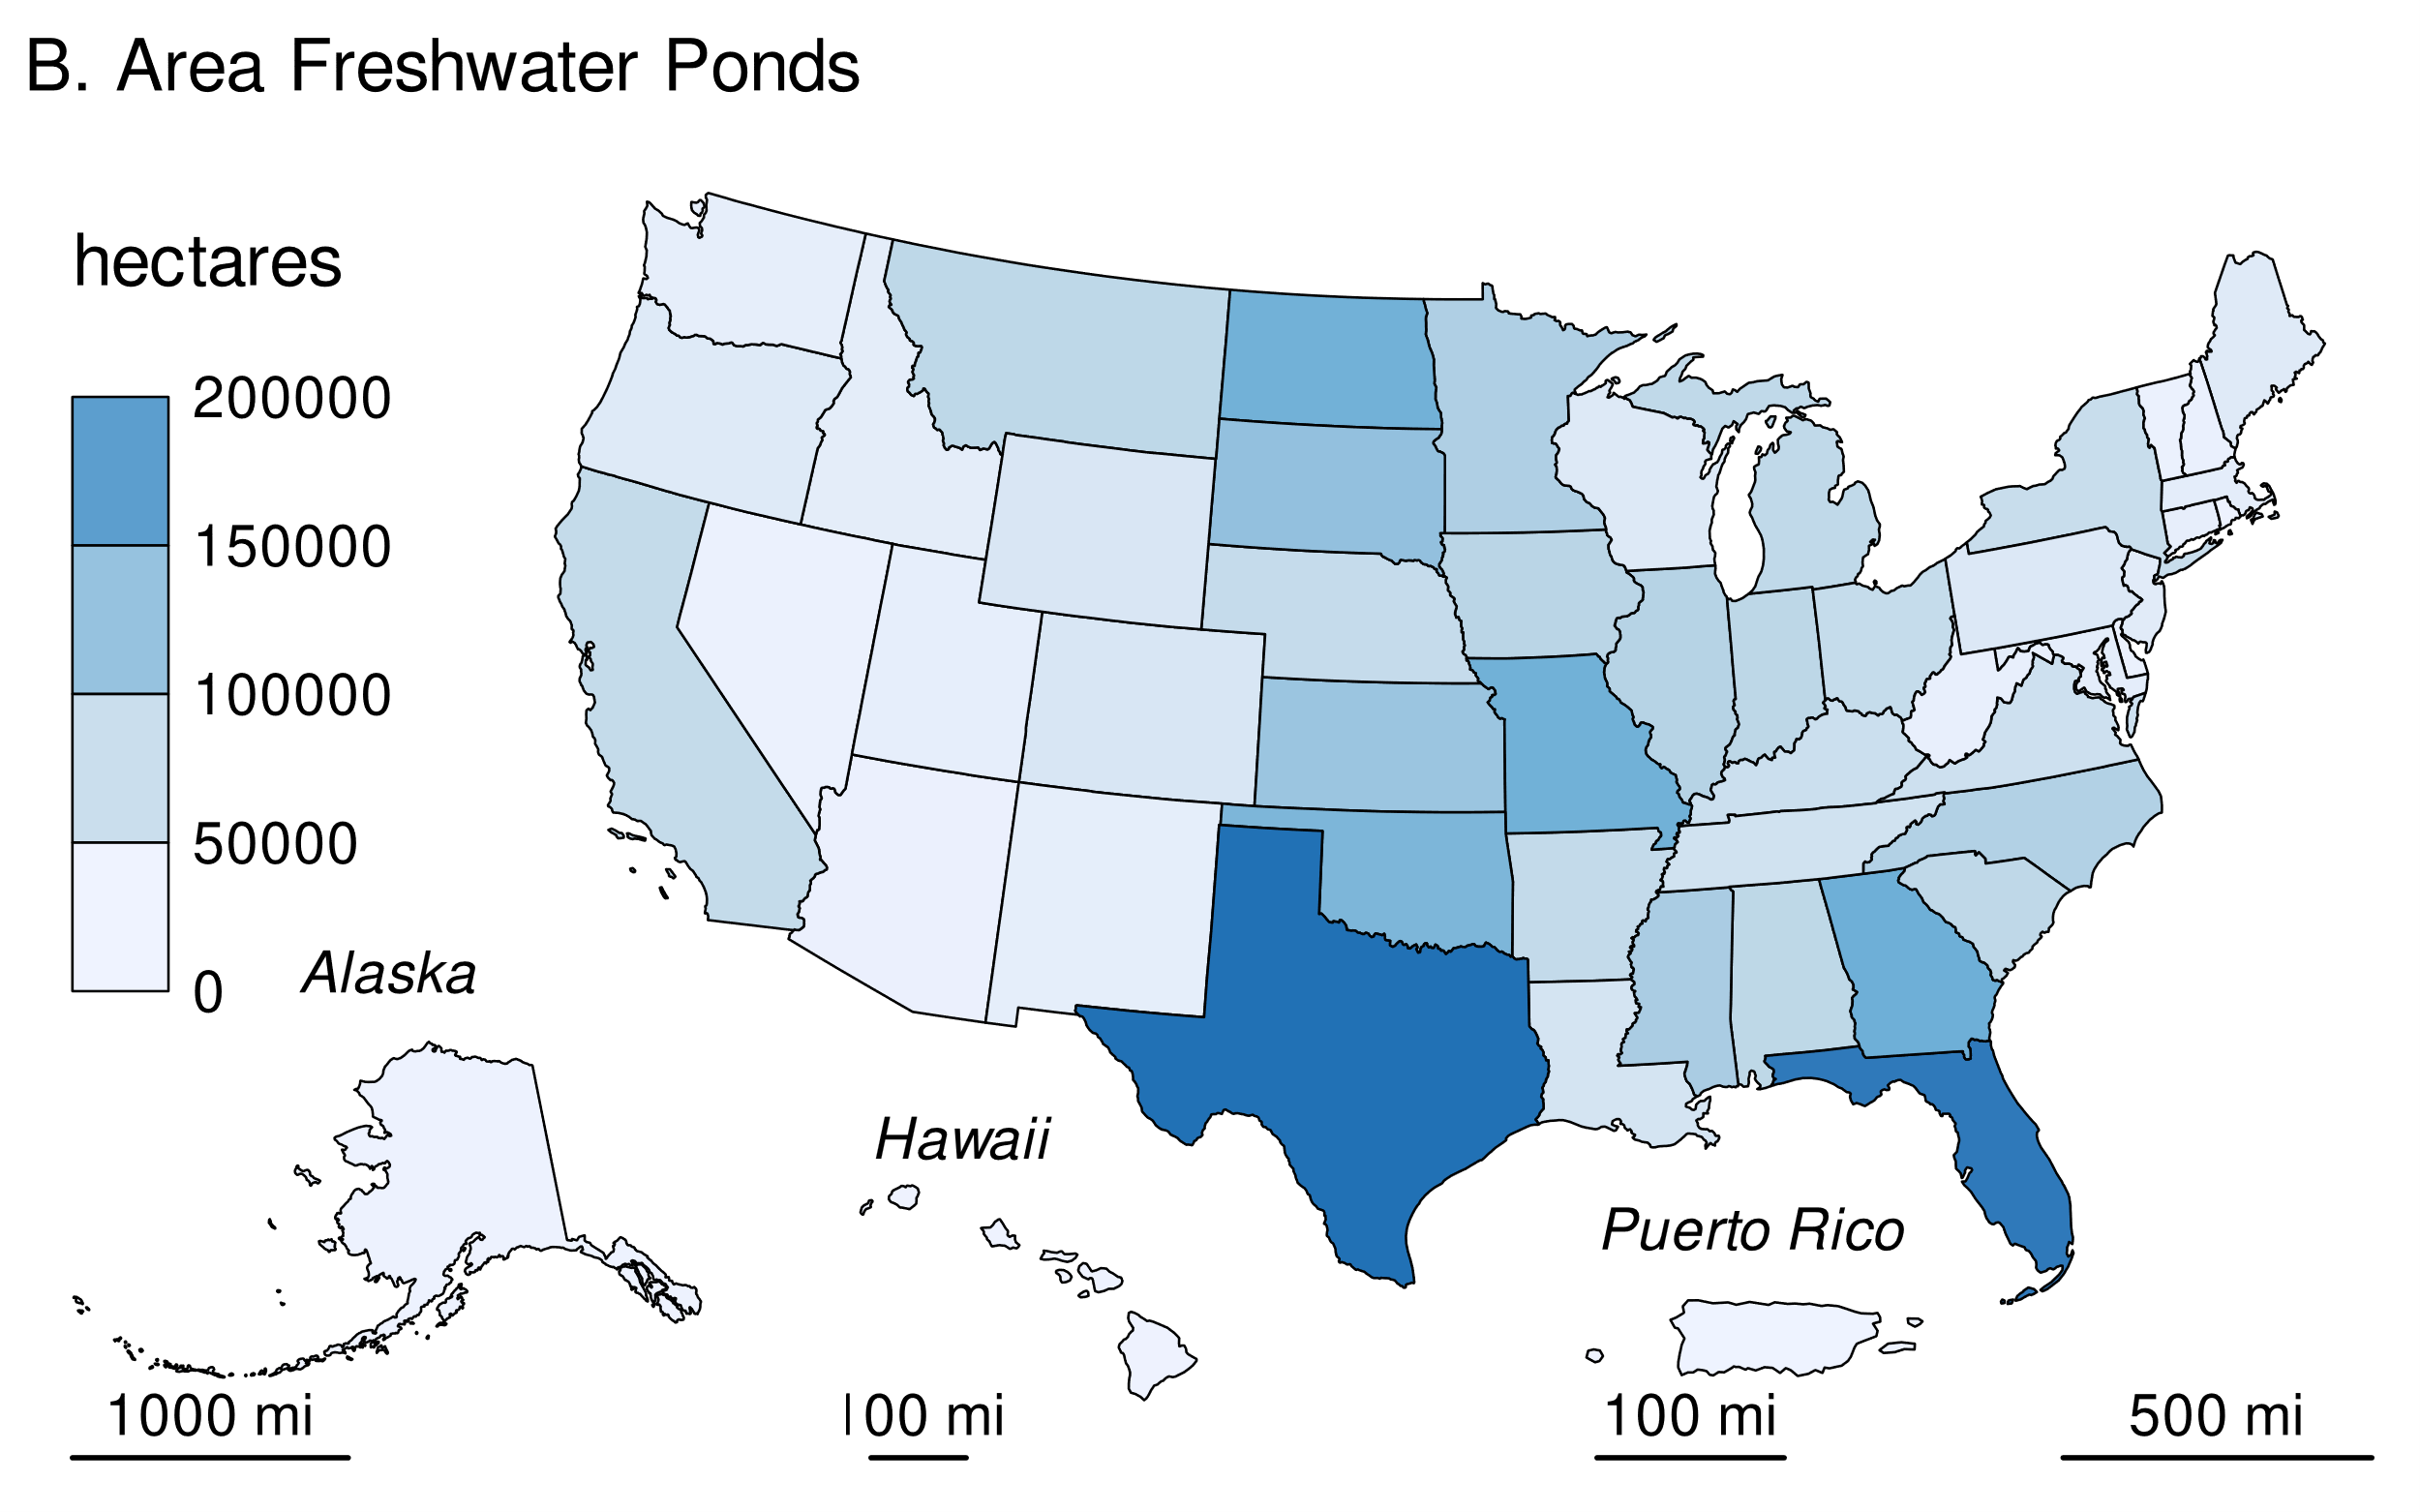 B. Area Freshwater Ponds
hectares
200000
150000
100000
50000
0
Alaska
Hawaii
Puerto Rico
1000 mi
00 mi
100 mi
500 mi